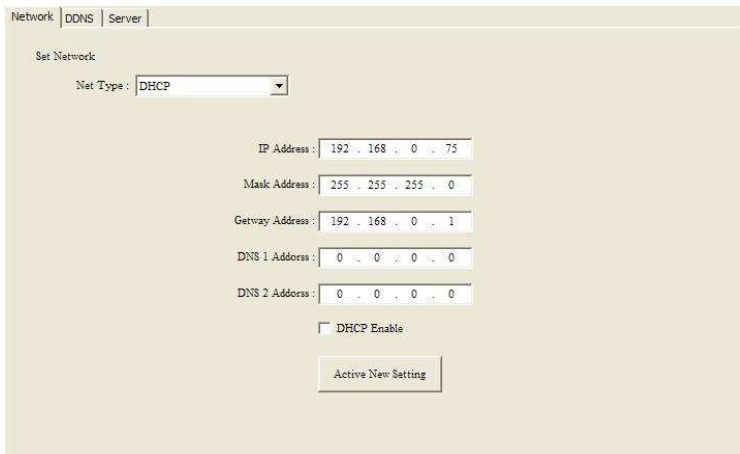 Network DDNS Server
Set Network
Net Type : DHCP
IP Address : 192 . 168 . 0 . 75
Mask Address : 255 . 255 . 255 . 0
Getway Address : 192 . 168 . 0 . 1
DNS 1 Addorss : 0 . 0 . 0 . 0
DNS 2 Addorss : 0 . 0 . 0 . 0
DHCP Enable
Active New Setting